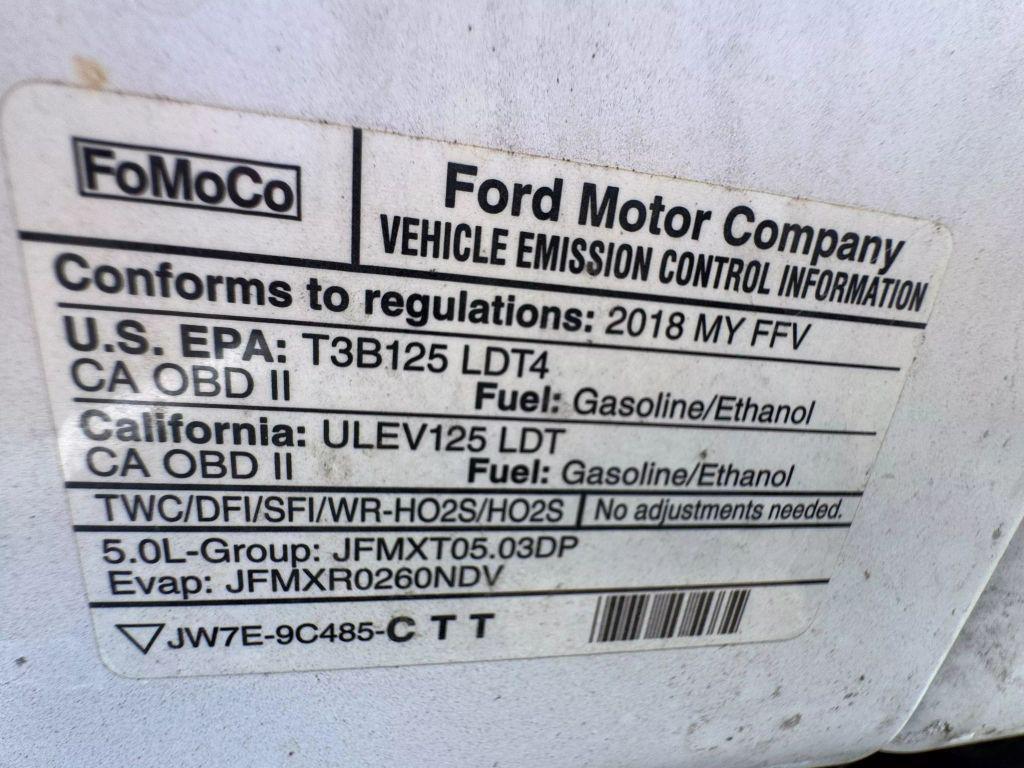 FoMoCo
Ford Motor Company
VEHICLE EMISSION CONTROL INFORMATION
Conforms to regulations: 2018 MY FFV
U.S. EPA: T3B125 LDT4
CA OBD II Fuel: Gasoline/Ethanol
California: ULEV125 LDT
CA OBD II Fuel: Gasoline/Ethanol
TWC/DFI/SFI/WR-HO2S/HO2S No adjustments needed.
5.0L-Group: JFMXT05.03DP
Evap: JFMXR0260NDV
JW7E-9C485-C T T